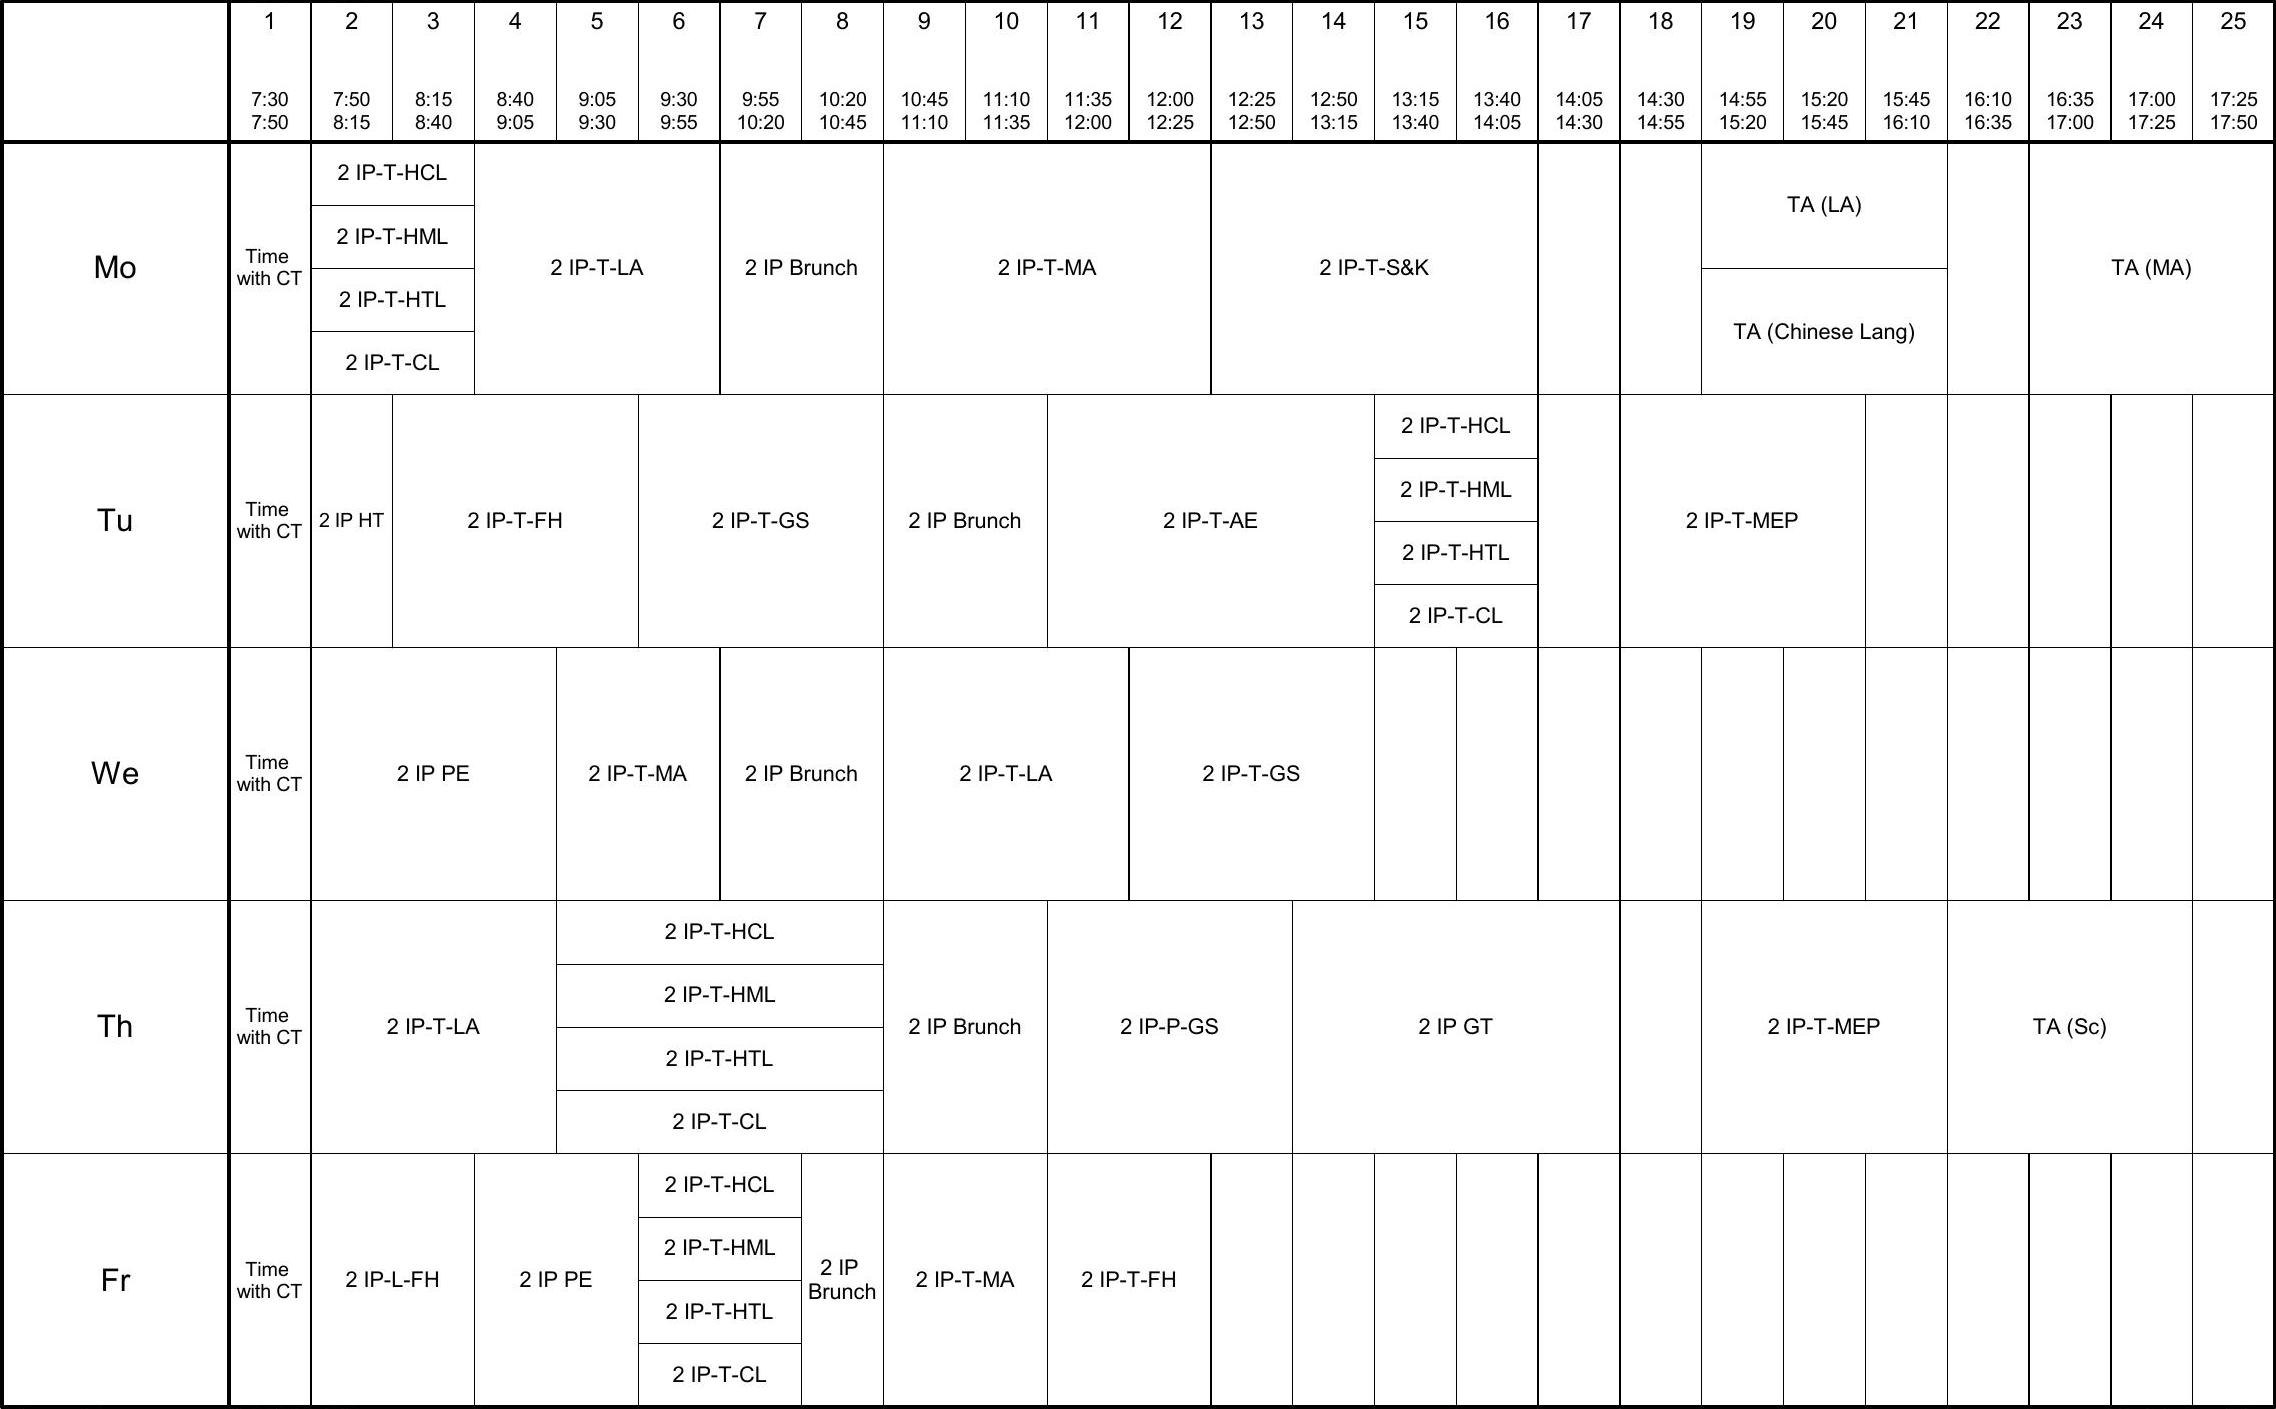 1 2 3 4 5 6 7 8 9 10 11 12 13 14 15 16 17 18 19 20 21 22 23 24 25
7:30 7:50 8:15 8:40 9:05 9:30 9:55 10:20 10:45 11:10 11:35 12:00 12:25 12:50 13:15 13:40 14:05 14:30 14:55 15:20 15:45 16:10 16:35 17:00 17:25
7:50 8:15 8:40 9:05 9:30 9:55 10:20 10:45 11:10 11:35 12:00 12:25 12:50 13:15 13:40 14:05 14:30 14:55 15:20 15:45 16:10 16:35 17:00 17:25 17:50
Mo
Time
with CT
2 IP-T-HCL
2 IP-T-HML
2 IP-T-HTL
2 IP-T-CL
2 IP-T-LA
2 IP Brunch
2 IP-T-MA
2 IP-T-S&K
TA (LA)
TA (Chinese Lang)
TA (MA)
Tu
Time
with CT
2 IP HT
2 IP-T-FH
2 IP-T-GS
2 IP Brunch
2 IP-T-AE
2 IP-T-HCL
2 IP-T-HML
2 IP-T-HTL
2 IP-T-CL
2 IP-T-MEP
We
Time
with CT
2 IP PE
2 IP-T-MA
2 IP Brunch
2 IP-T-LA
2 IP-T-GS
Th
Time
with CT
2 IP-T-LA
2 IP-T-HCL
2 IP-T-HML
2 IP-T-HTL
2 IP-T-CL
2 IP Brunch
2 IP-P-GS
2 IP GT
2 IP-T-MEP
TA (Sc)
Fr
Time
with CT
2 IP-L-FH
2 IP PE
2 IP-T-HCL
2 IP-T-HML
2 IP-T-HTL
2 IP-T-CL
2 IP
Brunch
2 IP-T-MA
2 IP-T-FH